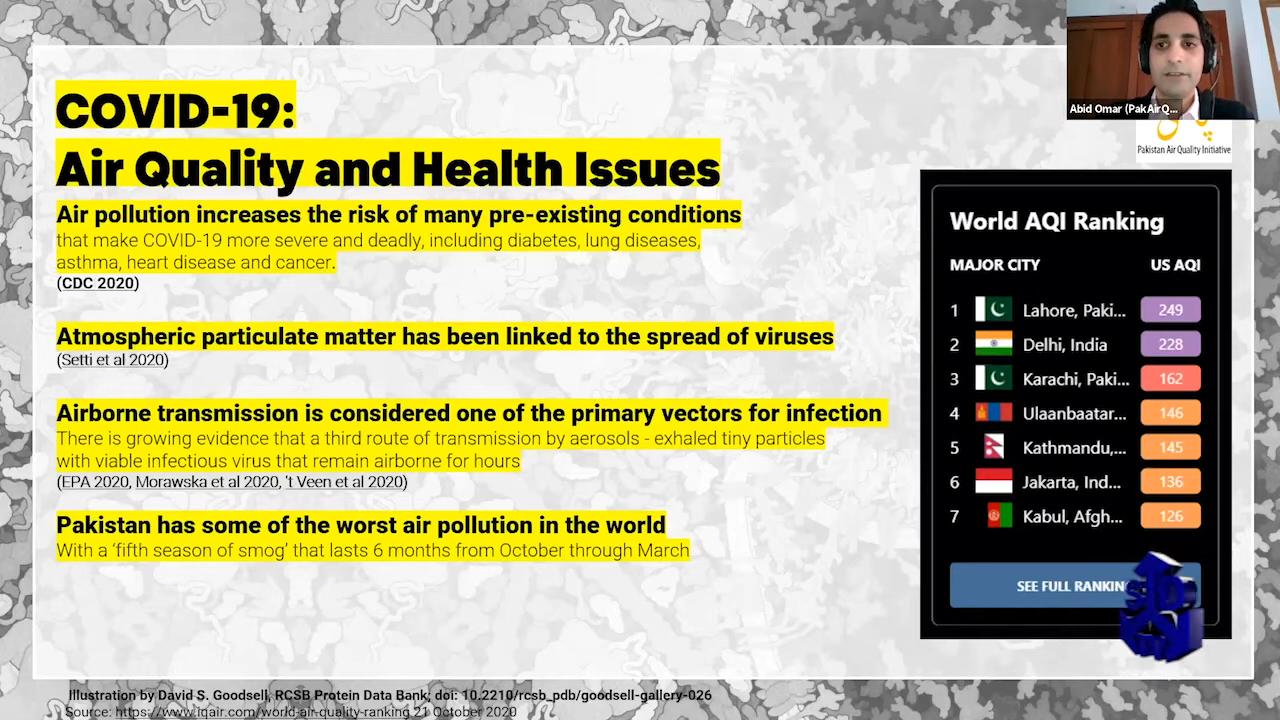 COVID-19:
Air Quality and Health Issues
Air pollution increases the risk of many pre-existing conditions
that make COVID-19 more severe and deadly, including diabetes, lung diseases,
asthma, heart disease and cancer.
(CDC 2020)
Atmospheric particulate matter has been linked to the spread of viruses
(Setti et al 2020)
Airborne transmission is considered one of the primary vectors for infection
There is growing evidence that a third route of transmission by aerosols - exhaled tiny particles
with viable infectious virus that remain airborne for hours
(EPA 2020, Morawska et al 2020, 't Veen et al 2020)
Pakistan has some of the worst air pollution in the world
With a ‘fifth season of smog’ that lasts 6 months from October through March
Abid Omar (PakAirQ...
Pakistan Air Quality Initiative
World AQI Ranking
MAJOR CITY US AQI
1 Lahore, Paki... 249
2 Delhi, India 228
3 Karachi, Paki... 162
4 Ulaanbaatar... 146
5 Kathmandu,... 145
6 Jakarta, Ind... 136
7 Kabul, Afgh... 126
SEE FULL RANKIN
Illustration by David S. Goodsell, RCSB Protein Data Bank; doi: 10.2210/rcsb_pdb/goodsell-gallery-026
Source: https://www.iqair.com/world-air-quality-ranking 21 October 2020